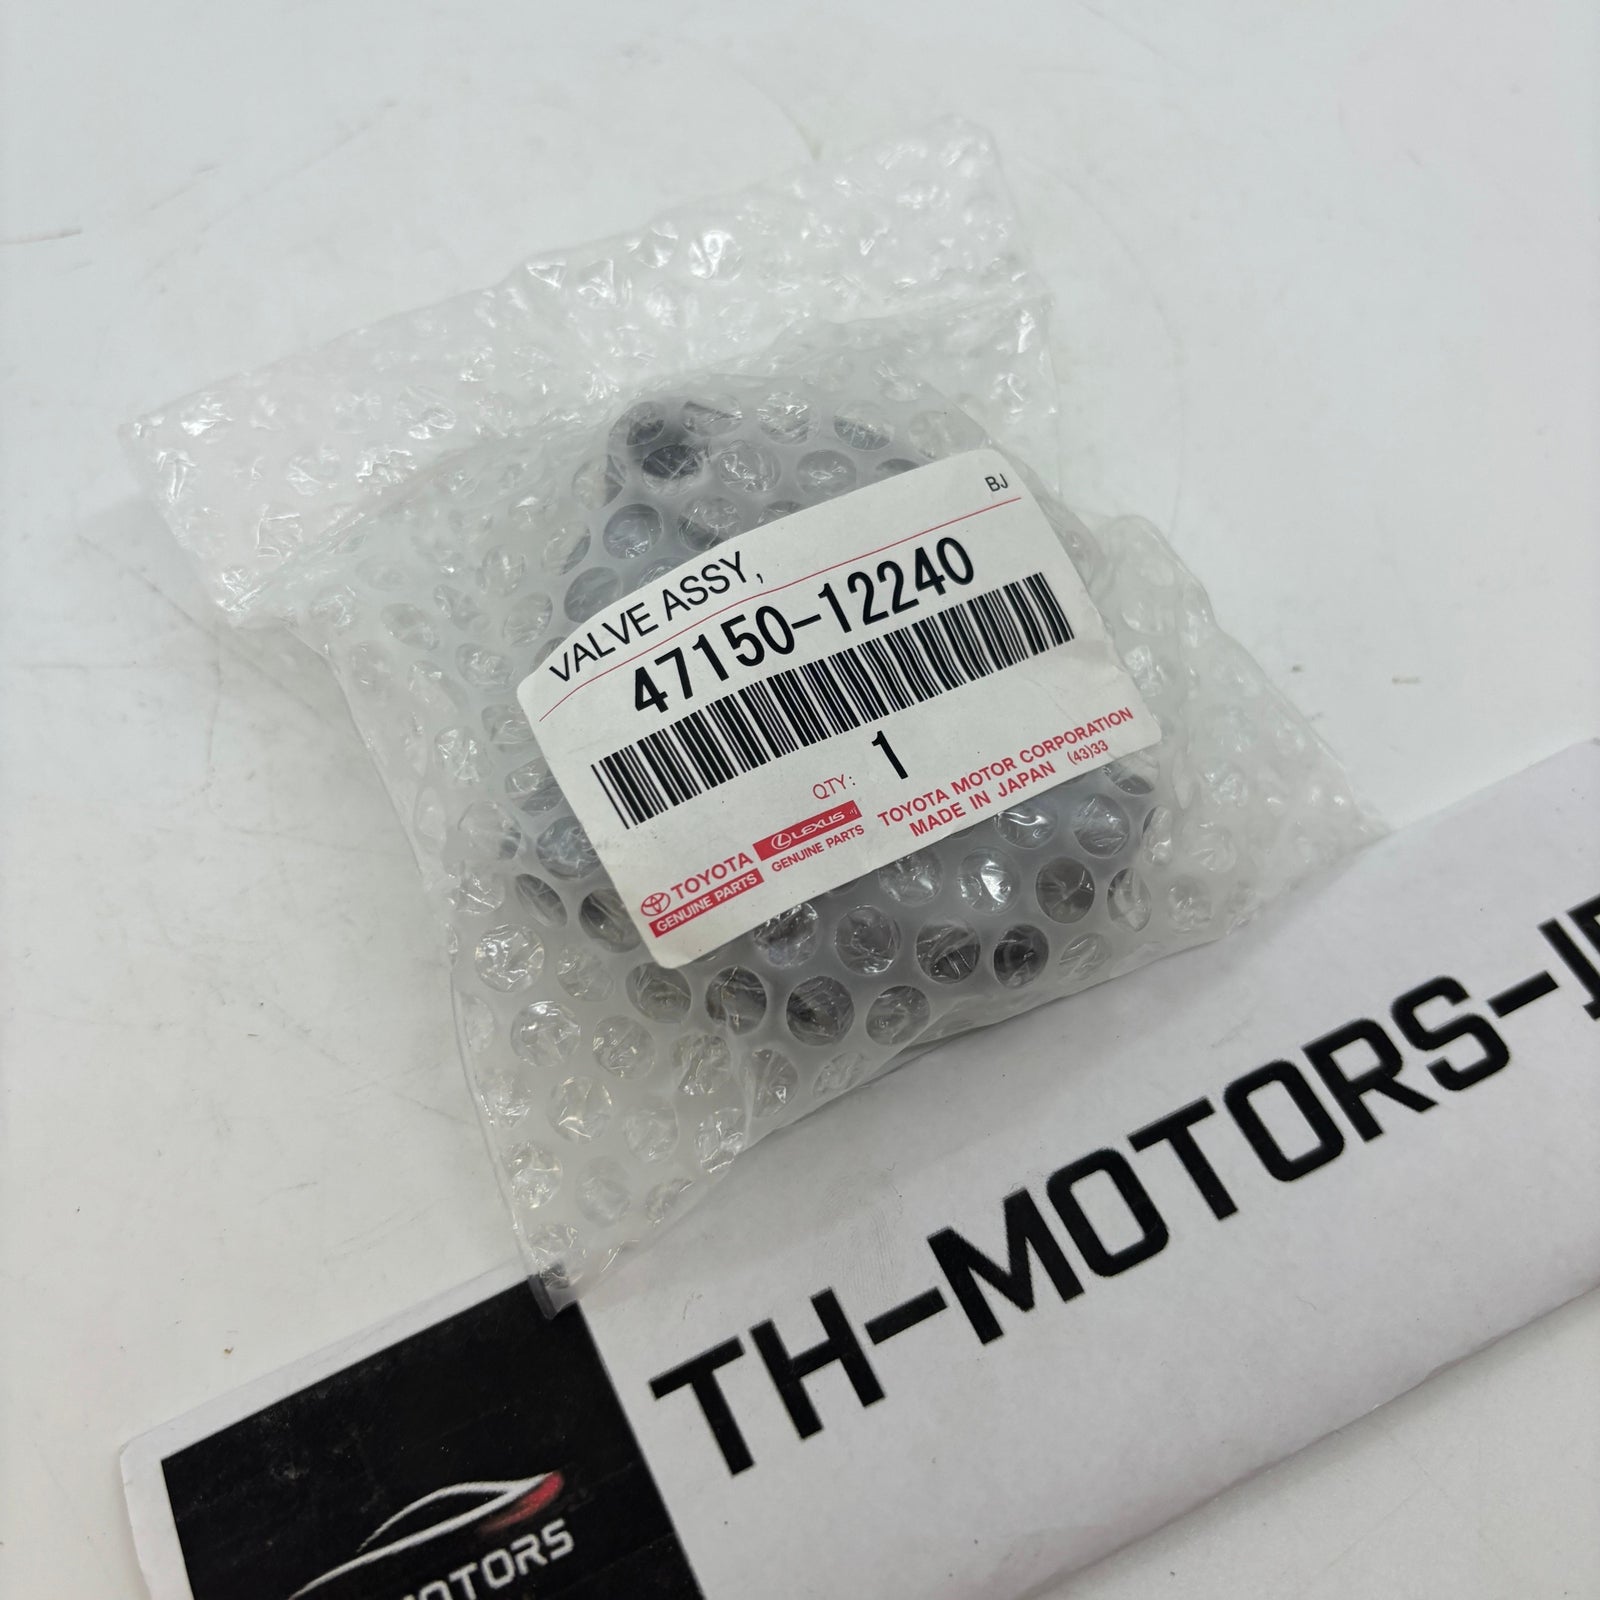 BJ
VALVE ASSY,
47150-12240
QTY: 1
TOYOTA
GENUINE PARTS
LEXUS
GENUINE PARTS
TOYOTA MOTOR CORPORATION
MADE IN JAPAN (43)33
TH-MOTORS-JP
MOTORS